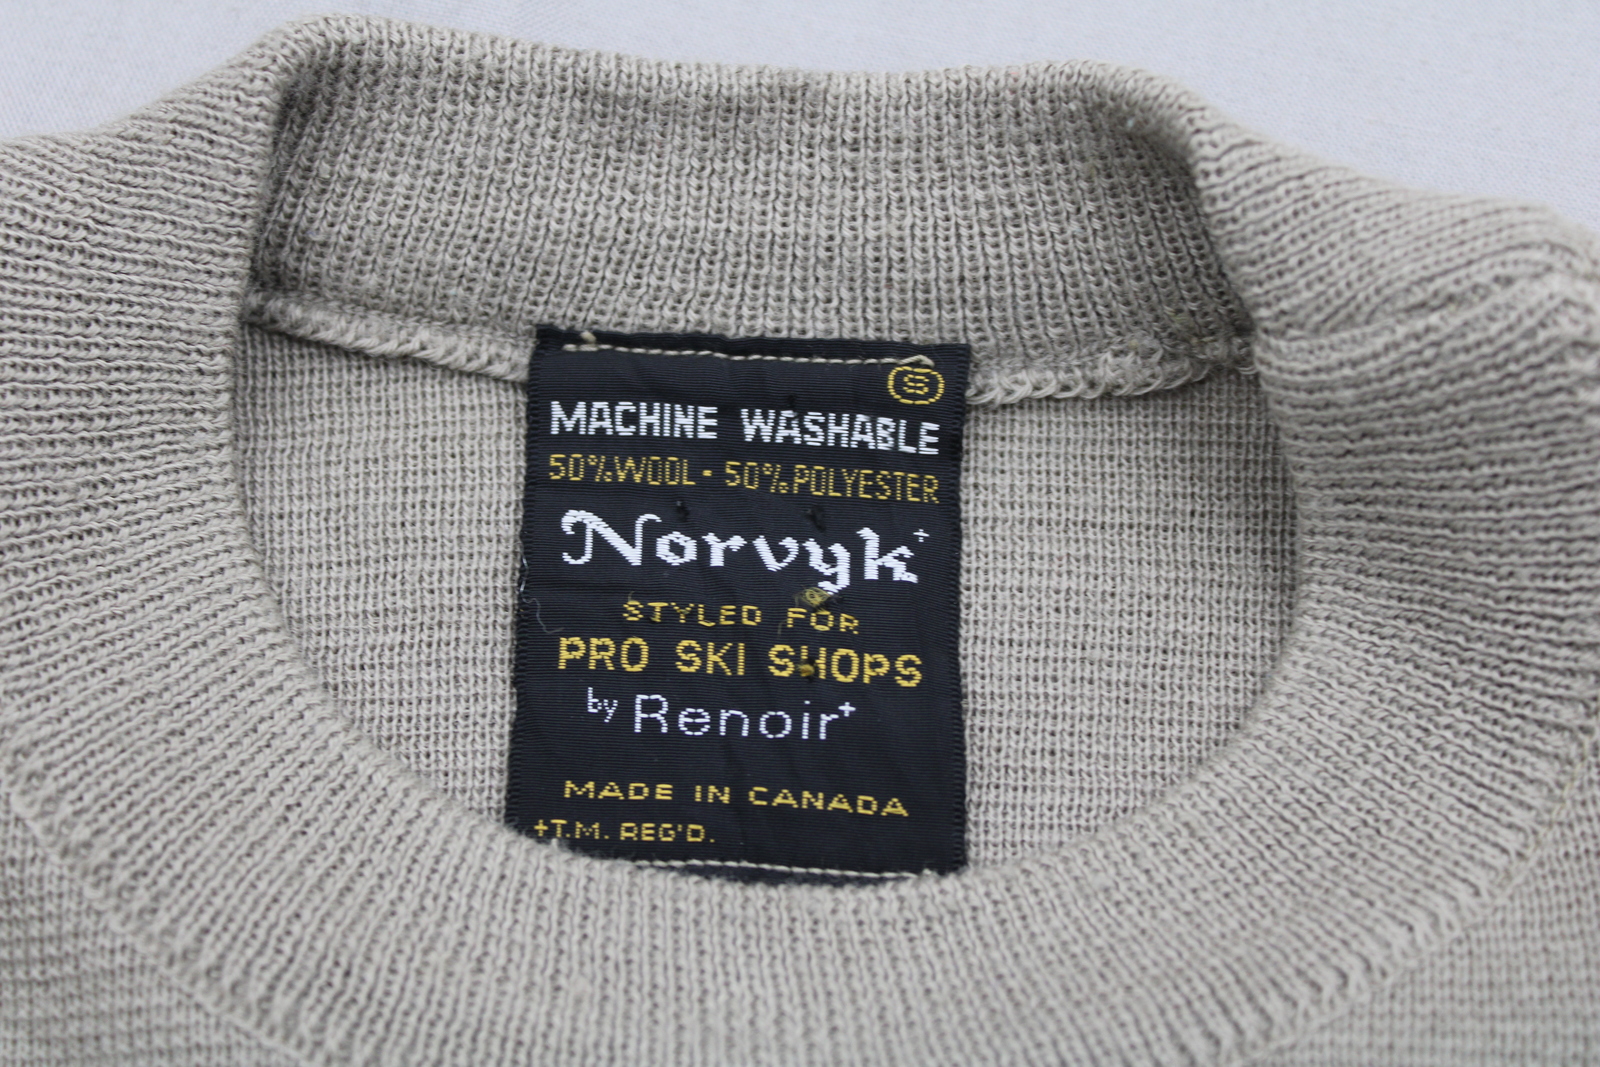 S
MACHINE WASHABLE
50% WOOL · 50% POLYESTER
Norvyk+
STYLED FOR
PRO SKI SHOPS
by Renoir+
MADE IN CANADA
+T.M. REG'D.